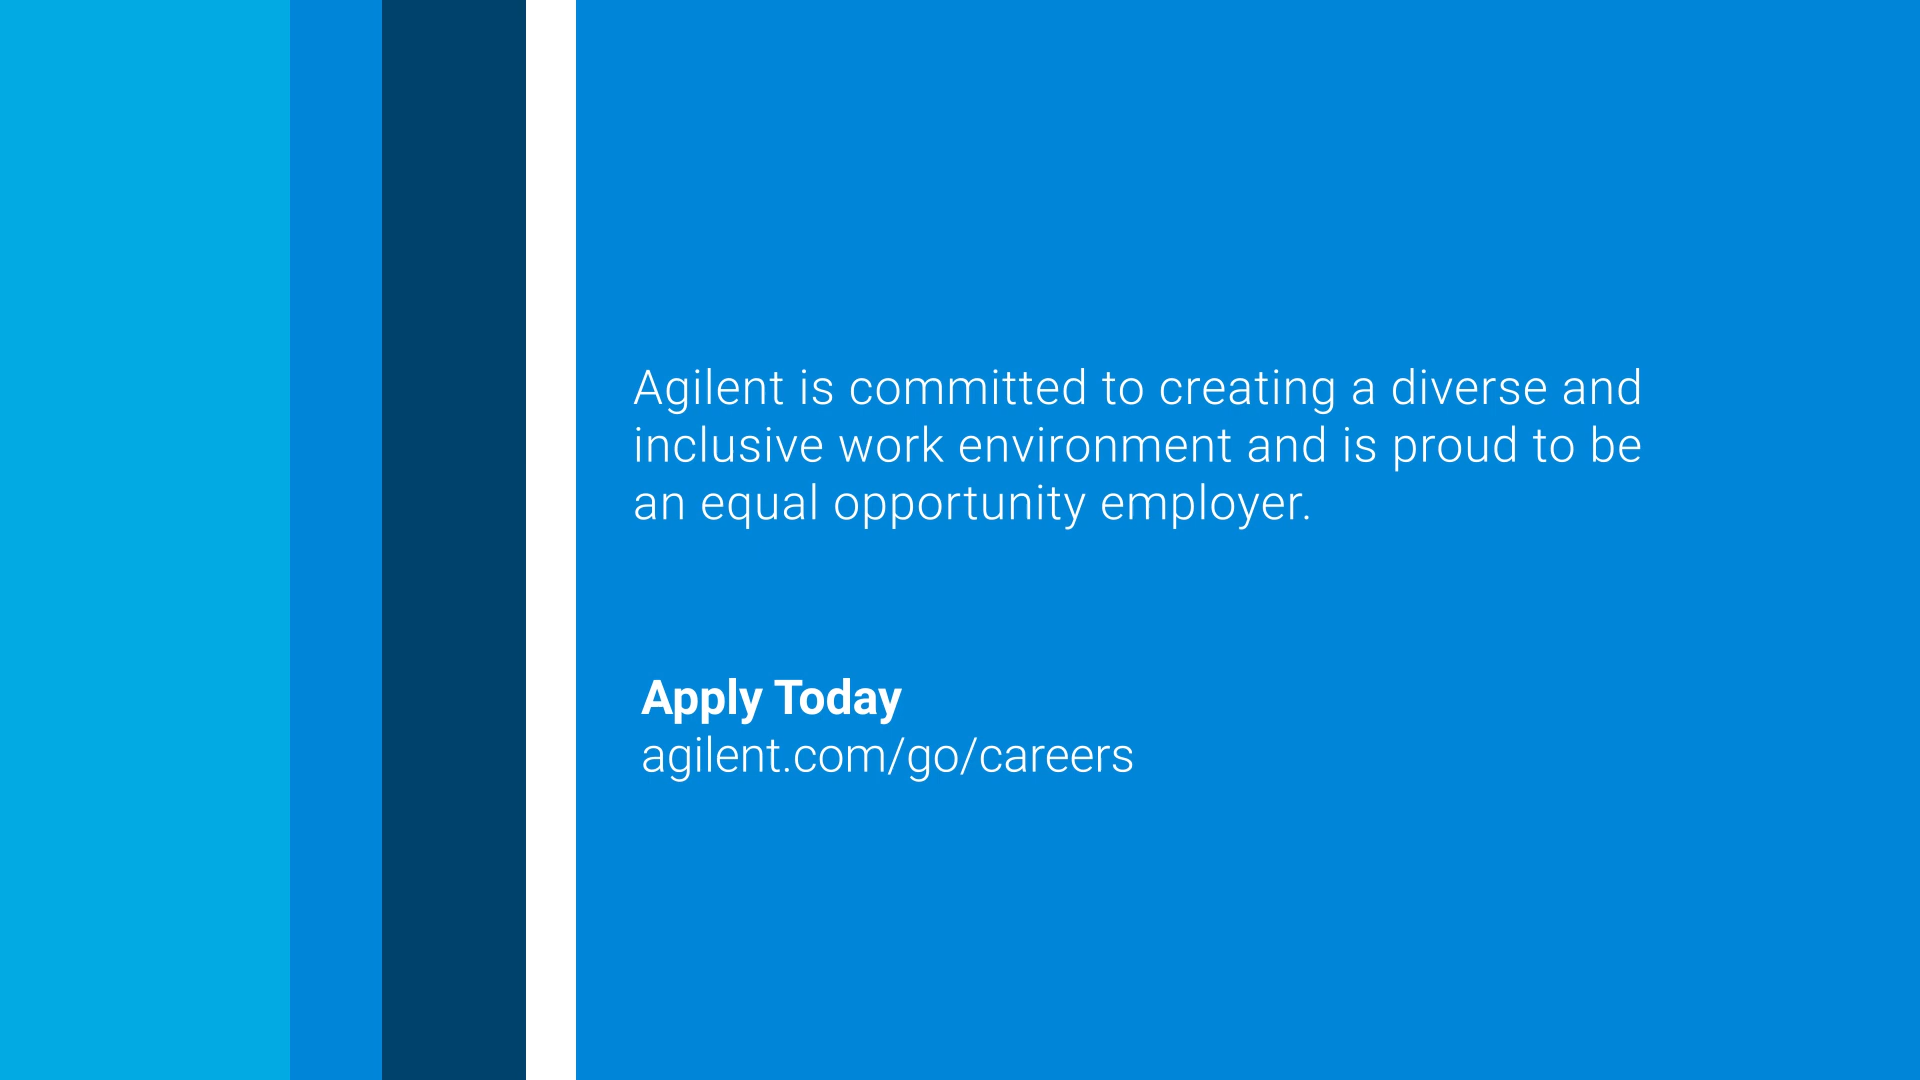 Agilent is committed to creating a diverse and
inclusive work environment and is proud to be
an equal opportunity employer.
Apply Today
agilent.com/go/careers